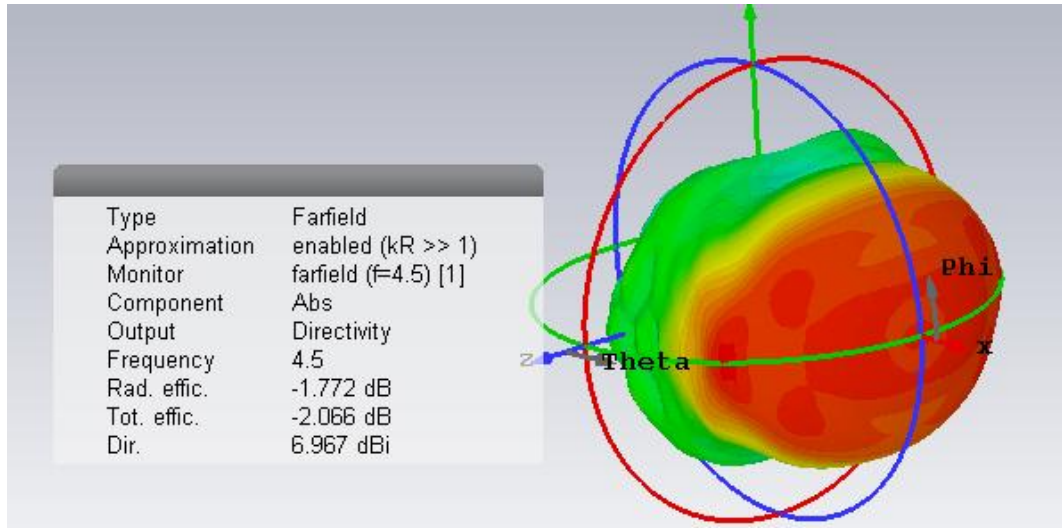 Type Farfield
Approximation enabled (kR >> 1)
Monitor farfield (f=4.5) [1]
Component Abs
Output Directivity
Frequency 4.5
Rad. effic. -1.772 dB
Tot. effic. -2.066 dB
Dir. 6.967 dBi
Phi
x
z
Theta